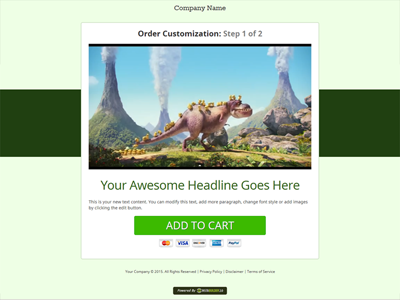 Company Name
Order Customization: Step 1 of 2
Your Awesome Headline Goes Here
This is your new text content. You can modify this text, add more paragraph, change font style or add images
by clicking the edit button.
ADD TO CART
VISA
PayPal
Your Company © 2015. All Rights Reserved | Privacy Policy | Disclaimer | Terms of Service
Powered By